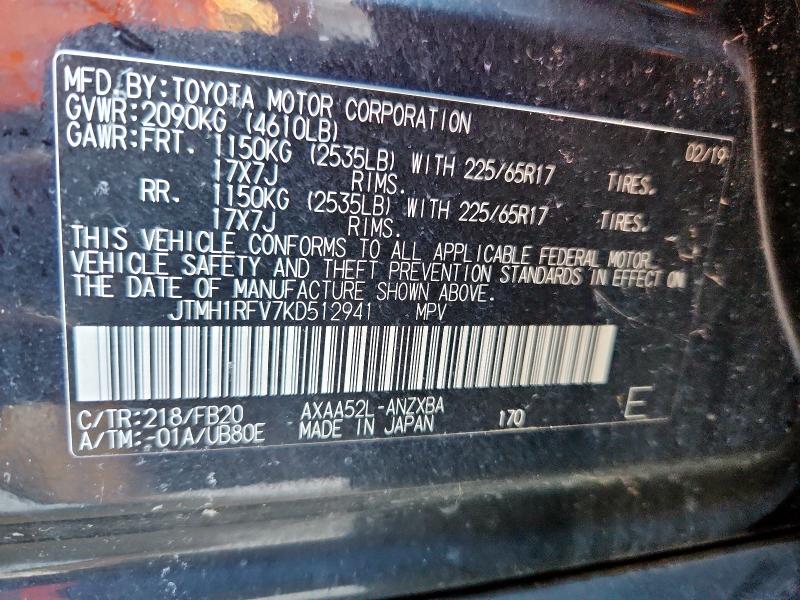 MFD. BY: TOYOTA MOTOR CORPORATION 02/19
GVWR: 2090KG (4610LB)
GAWR: FRT. 1150KG (2535LB) WITH 225/65R17 TIRES.
17X7J RIMS.
RR. 1150KG (2535LB) WITH 225/65R17 TIRES.
17X7J RIMS.
THIS VEHICLE CONFORMS TO ALL APPLICABLE FEDERAL MOTOR
VEHICLE SAFETY AND THEFT PREVENTION STANDARDS IN EFFECT ON
THE DATE OF MANUFACTURE SHOWN ABOVE.
JTMH1RFV7KD512941 MPV
C/TR: 218/FB20 AXAA52L-ANZXBA 170 E
A/TM: -01A/UB80E MADE IN JAPAN